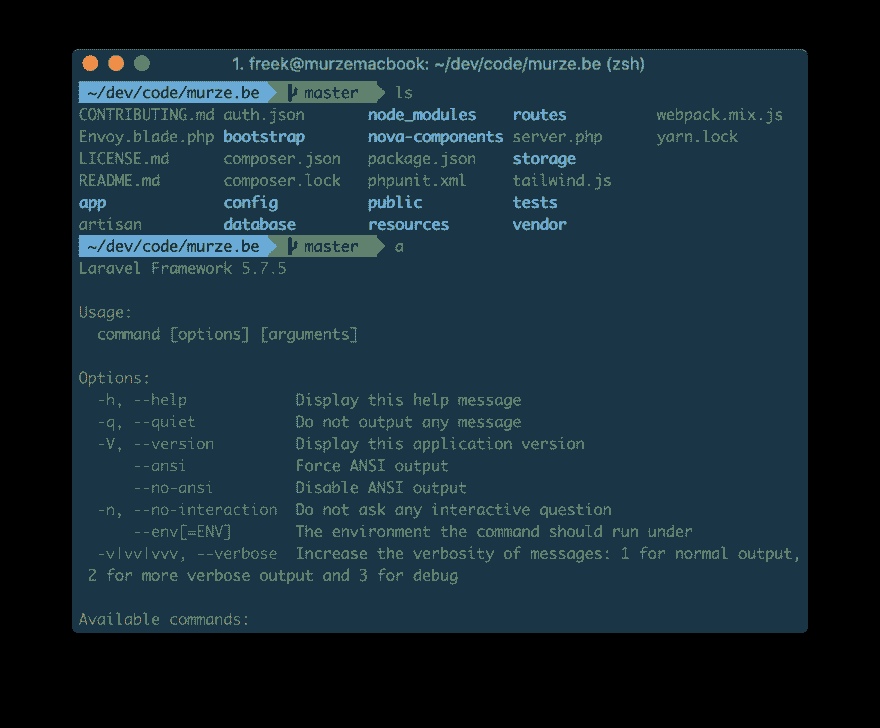 1. freek@murzemacbook: ~/dev/code/murze.be (zsh)
~/dev/code/murze.be master ls
CONTRIBUTING.md auth.json node_modules routes webpack.mix.js
Envoy.blade.php bootstrap nova-components server.php yarn.lock
LICENSE.md composer.json package.json storage
README.md composer.lock phpunit.xml tailwind.js
app config public tests
artisan database resources vendor
~/dev/code/murze.be master a
Laravel Framework 5.7.5
Usage:
command [options] [arguments]
Options:
-h, --help Display this help message
-q, --quiet Do not output any message
-V, --version Display this application version
--ansi Force ANSI output
--no-ansi Disable ANSI output
-n, --no-interaction Do not ask any interactive question
--env[=ENV] The environment the command should run under
-v|vv|vvv, --verbose Increase the verbosity of messages: 1 for normal output,
2 for more verbose output and 3 for debug
Available commands: